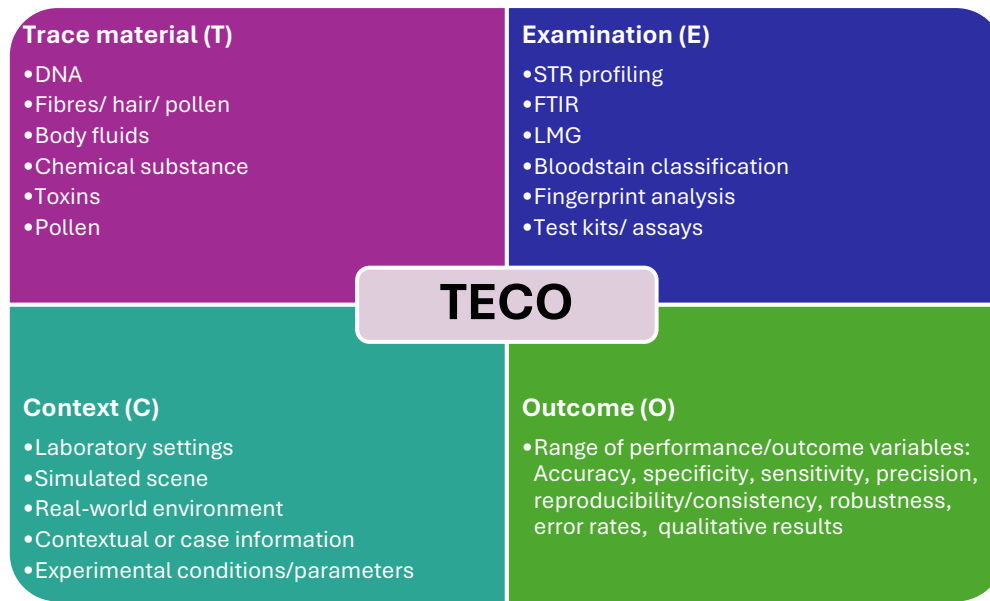 Trace material (T)
•DNA
•Fibres/ hair/ pollen
•Body fluids
•Chemical substance
•Toxins
•Pollen
Examination (E)
•STR profiling
•FTIR
•LMG
•Bloodstain classification
•Fingerprint analysis
•Test kits/ assays
TECO
Context (C)
•Laboratory settings
•Simulated scene
•Real-world environment
•Contextual or case information
•Experimental conditions/parameters
Outcome (O)
•Range of performance/outcome variables:
Accuracy, specificity, sensitivity, precision,
reproducibility/consistency, robustness,
error rates,  qualitative results